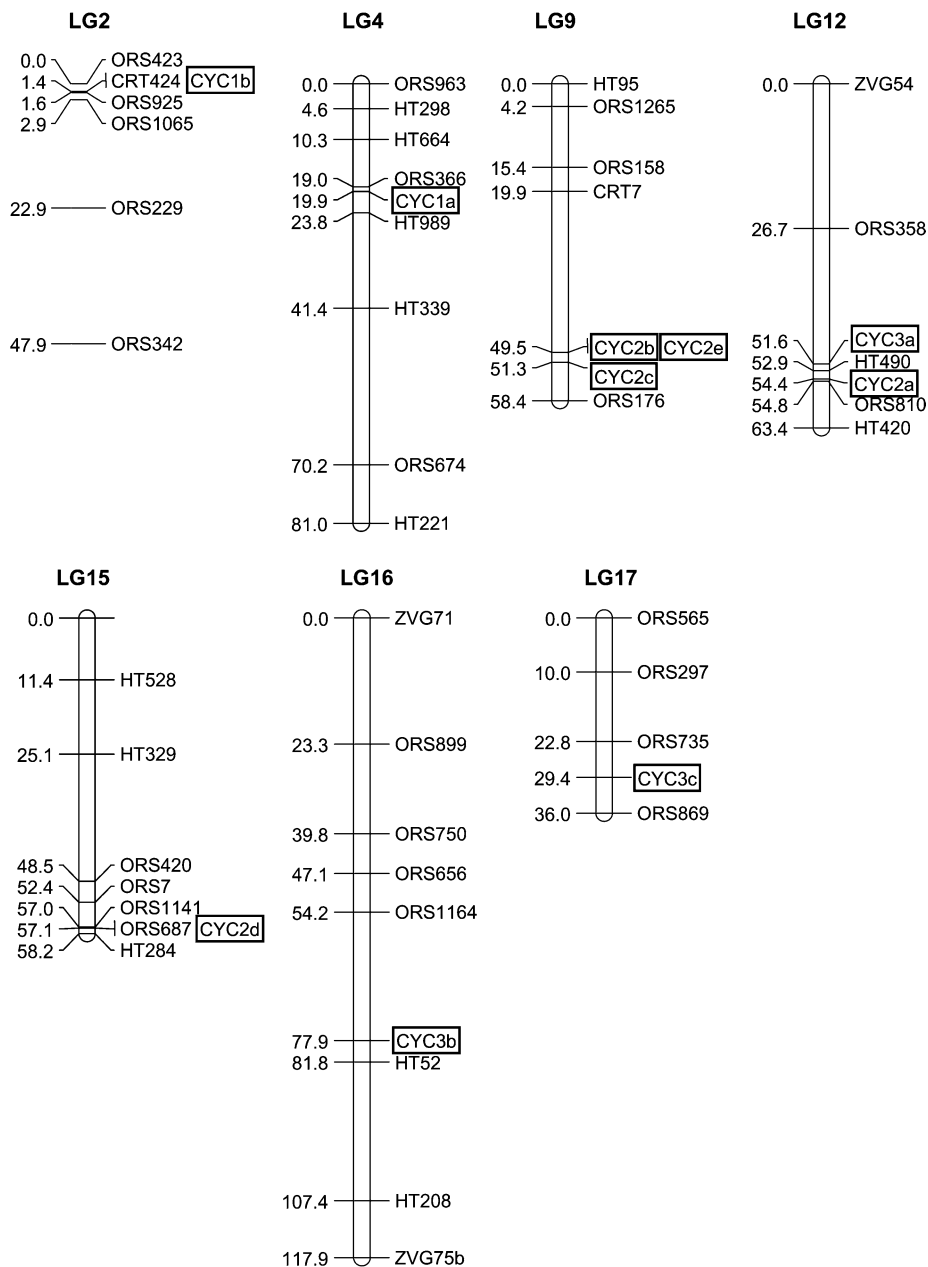 LG2
0.0 ORS423
1.4 CRT424 CYC1b
1.6 ORS925
2.9 ORS1065
22.9 ORS229
47.9 ORS342
LG4
0.0 ORS963
4.6 HT298
10.3 HT664
19.0 ORS366
19.9 CYC1a
23.8 HT989
41.4 HT339
70.2 ORS674
81.0 HT221
LG9
0.0 HT95
4.2 ORS1265
15.4 ORS158
19.9 CRT7
49.5 CYC2b CYC2e
51.3 CYC2c
58.4 ORS176
LG12
0.0 ZVG54
26.7 ORS358
51.6 CYC3a
52.9 HT490
54.4 CYC2a
54.8 ORS810
63.4 HT420
LG15
0.0
11.4 HT528
25.1 HT329
48.5 ORS420
52.4 ORS7
57.0 ORS1141
57.1 ORS687 CYC2d
58.2 HT284
LG16
0.0 ZVG71
23.3 ORS899
39.8 ORS750
47.1 ORS656
54.2 ORS1164
77.9 CYC3b
81.8 HT52
107.4 HT208
117.9 ZVG75b
LG17
0.0 ORS565
10.0 ORS297
22.8 ORS735
29.4 CYC3c
36.0 ORS869